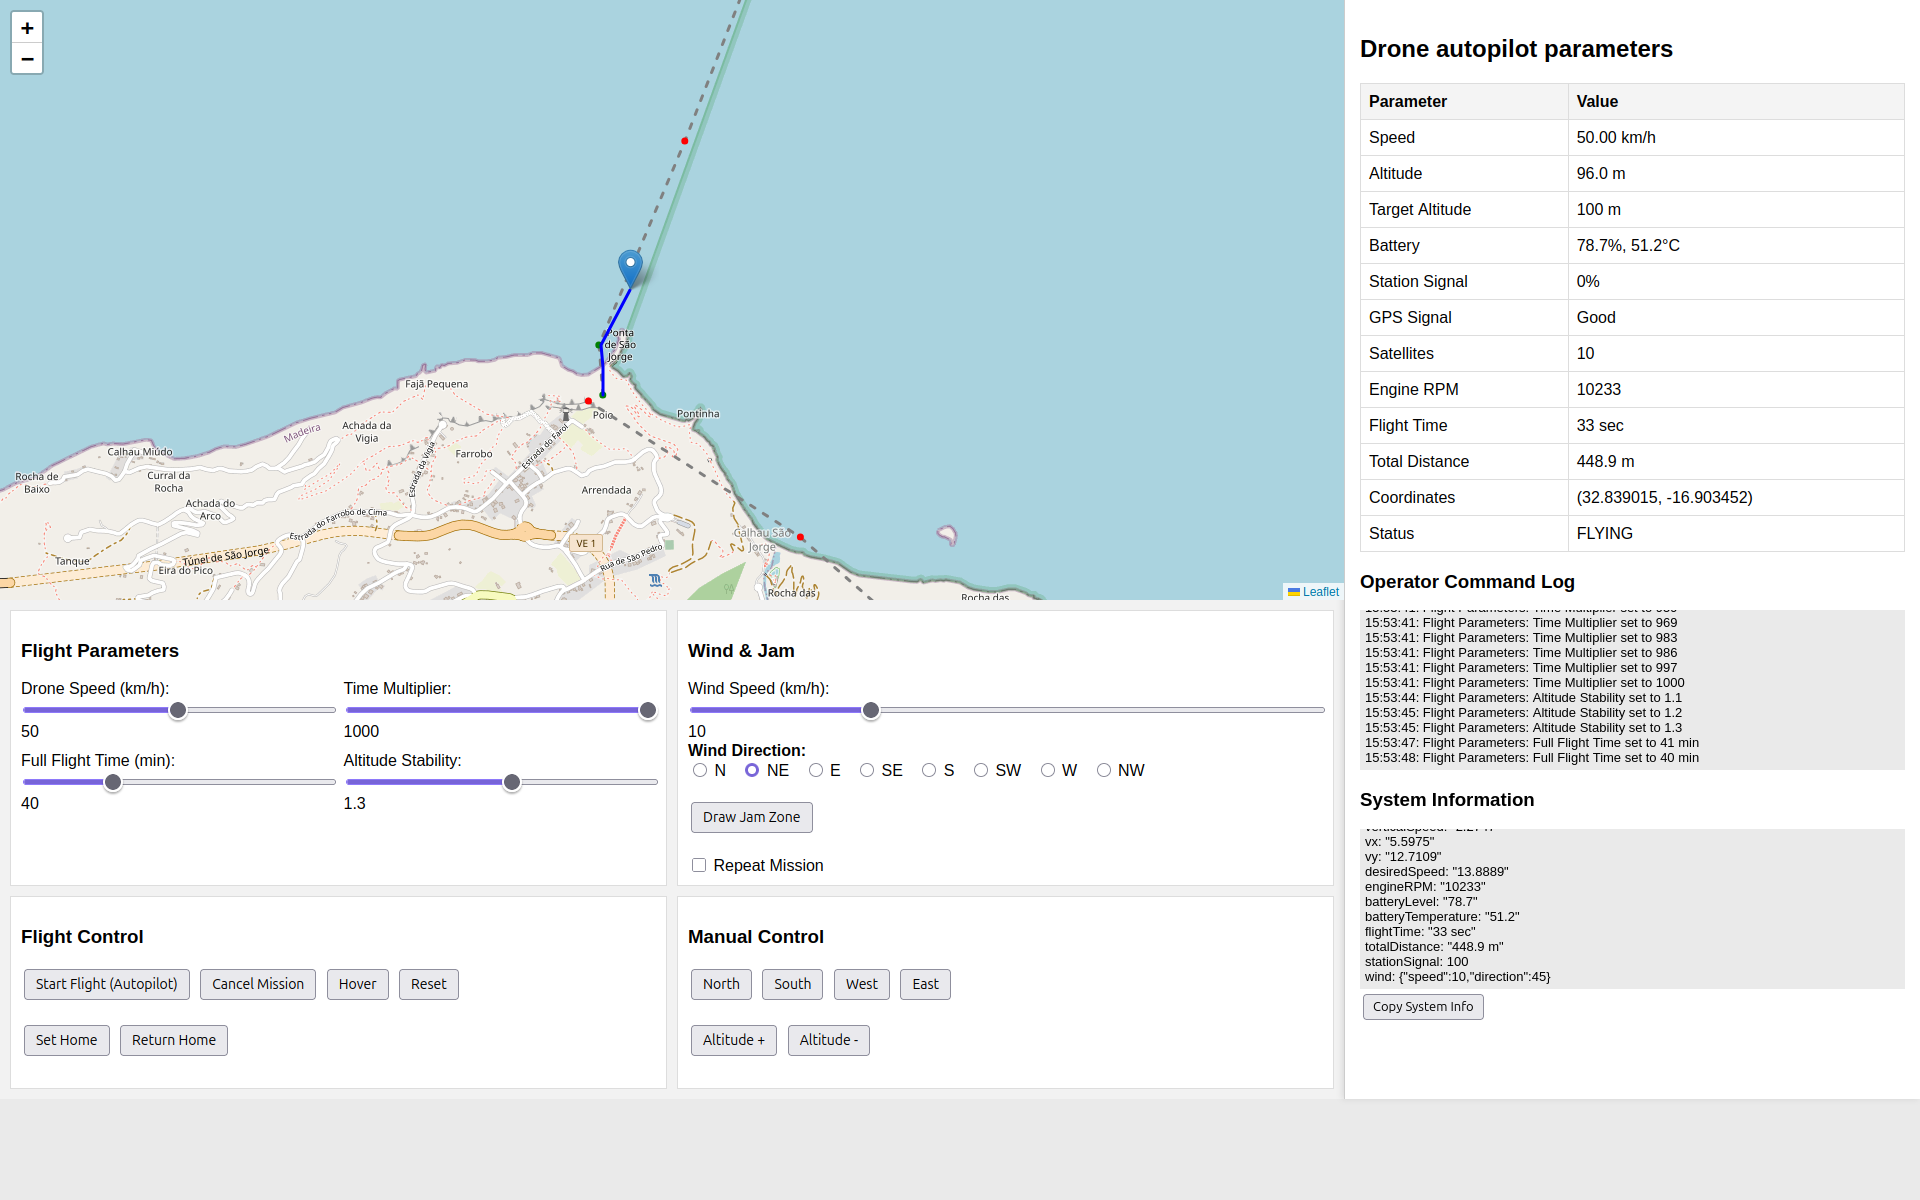 +
−
Ponta
de São
Jorge
Fajã Pequena
Achada da
Vigia
Madeira
Calhau Miúdo
Rocha de
Baixo
Curral da
Rocha
Achada do
Arco
Farrobo
Estrada da Vigia
Estrada do Farol
Poio
Pontinha
Arrendada
Estrada do Farrobo de Cima
Túnel de São Jorge
Tanque
Eira do Pico
VE 1
Rua de São Pedro
Calhau São
Jorge
Rocha das
Rocha das
Leaflet
Flight Parameters
Drone Speed (km/h):
50
Time Multiplier:
1000
Full Flight Time (min):
40
Altitude Stability:
1.3
Wind & Jam
Wind Speed (km/h):
10
Wind Direction:
N NE E SE S SW W NW
Draw Jam Zone
Repeat Mission
Flight Control
Start Flight (Autopilot) Cancel Mission Hover Reset
Set Home Return Home
Manual Control
North South West East
Altitude + Altitude -
Drone autopilot parameters
Parameter Value
Speed 50.00 km/h
Altitude 96.0 m
Target Altitude 100 m
Battery 78.7%, 51.2°C
Station Signal 0%
GPS Signal Good
Satellites 10
Engine RPM 10233
Flight Time 33 sec
Total Distance 448.9 m
Coordinates (32.839015, -16.903452)
Status FLYING
Operator Command Log
15:53:41: Flight Parameters: Time Multiplier set to 969
15:53:41: Flight Parameters: Time Multiplier set to 983
15:53:41: Flight Parameters: Time Multiplier set to 986
15:53:41: Flight Parameters: Time Multiplier set to 997
15:53:41: Flight Parameters: Time Multiplier set to 1000
15:53:44: Flight Parameters: Altitude Stability set to 1.1
15:53:45: Flight Parameters: Altitude Stability set to 1.2
15:53:45: Flight Parameters: Altitude Stability set to 1.3
15:53:47: Flight Parameters: Full Flight Time set to 41 min
15:53:48: Flight Parameters: Full Flight Time set to 40 min
System Information
vx: "5.5975"
vy: "12.7109"
desiredSpeed: "13.8889"
engineRPM: "10233"
batteryLevel: "78.7"
batteryTemperature: "51.2"
flightTime: "33 sec"
totalDistance: "448.9 m"
stationSignal: 100
wind: {"speed":10,"direction":45}
Copy System Info